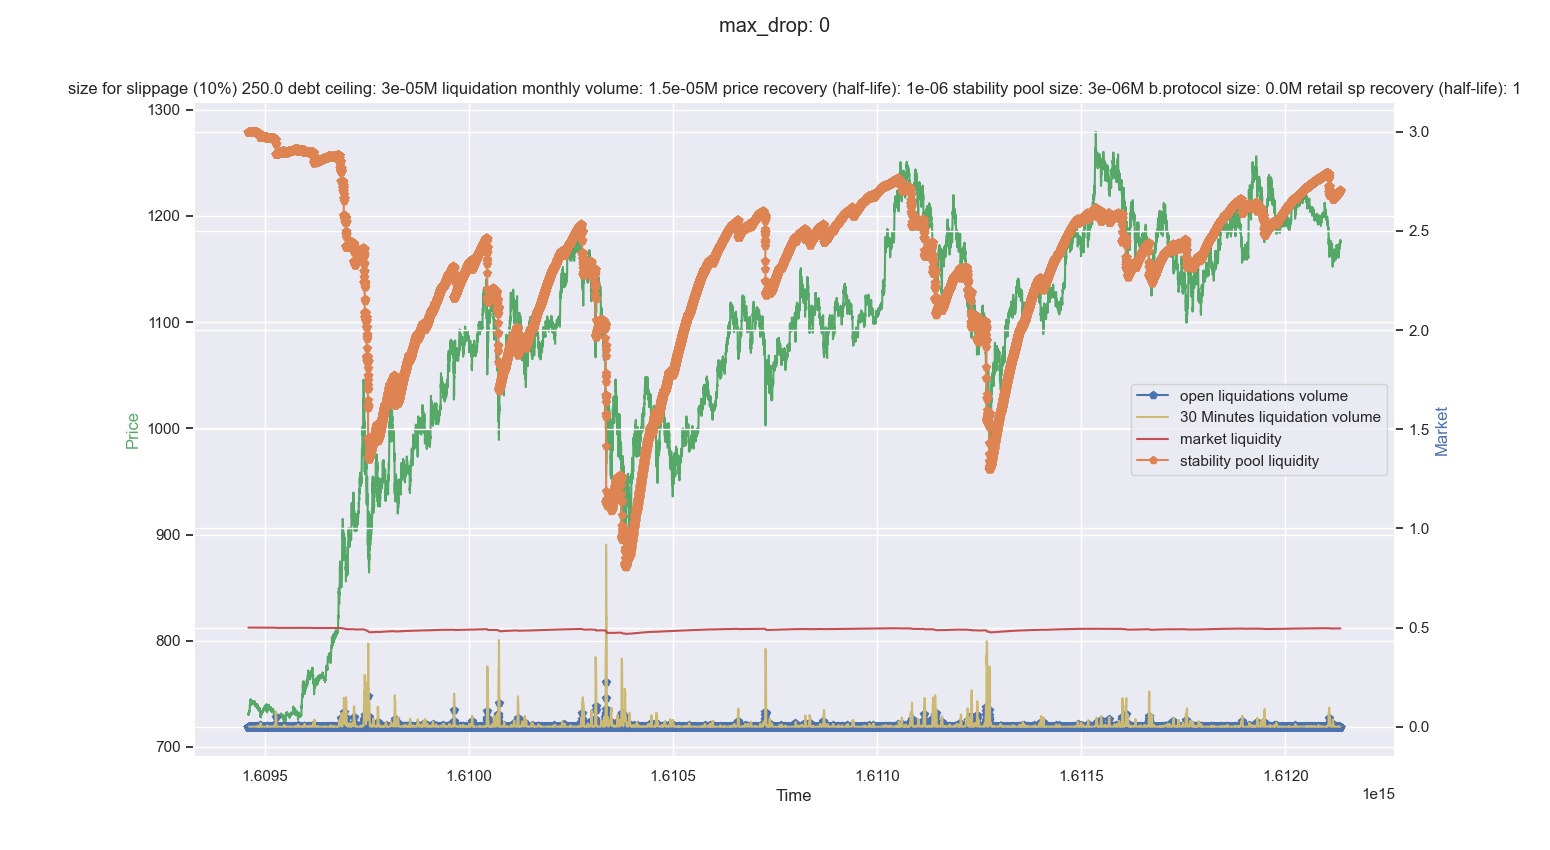 max_drop: 0
size for slippage (10%) 250.0 debt ceiling: 3e-05M liquidation monthly volume: 1.5e-05M price recovery (half-life): 1e-06 stability pool size: 3e-06M b.protocol size: 0.0M retail sp recovery (half-life): 1
1300
1200
1100
1000
900
800
700
Price
3.0
2.5
2.0
1.5
1.0
0.5
0.0
Market
open liquidations volume
30 Minutes liquidation volume
market liquidity
stability pool liquidity
1.6095 1.6100 1.6105 1.6110 1.6115 1.6120
Time
1e15